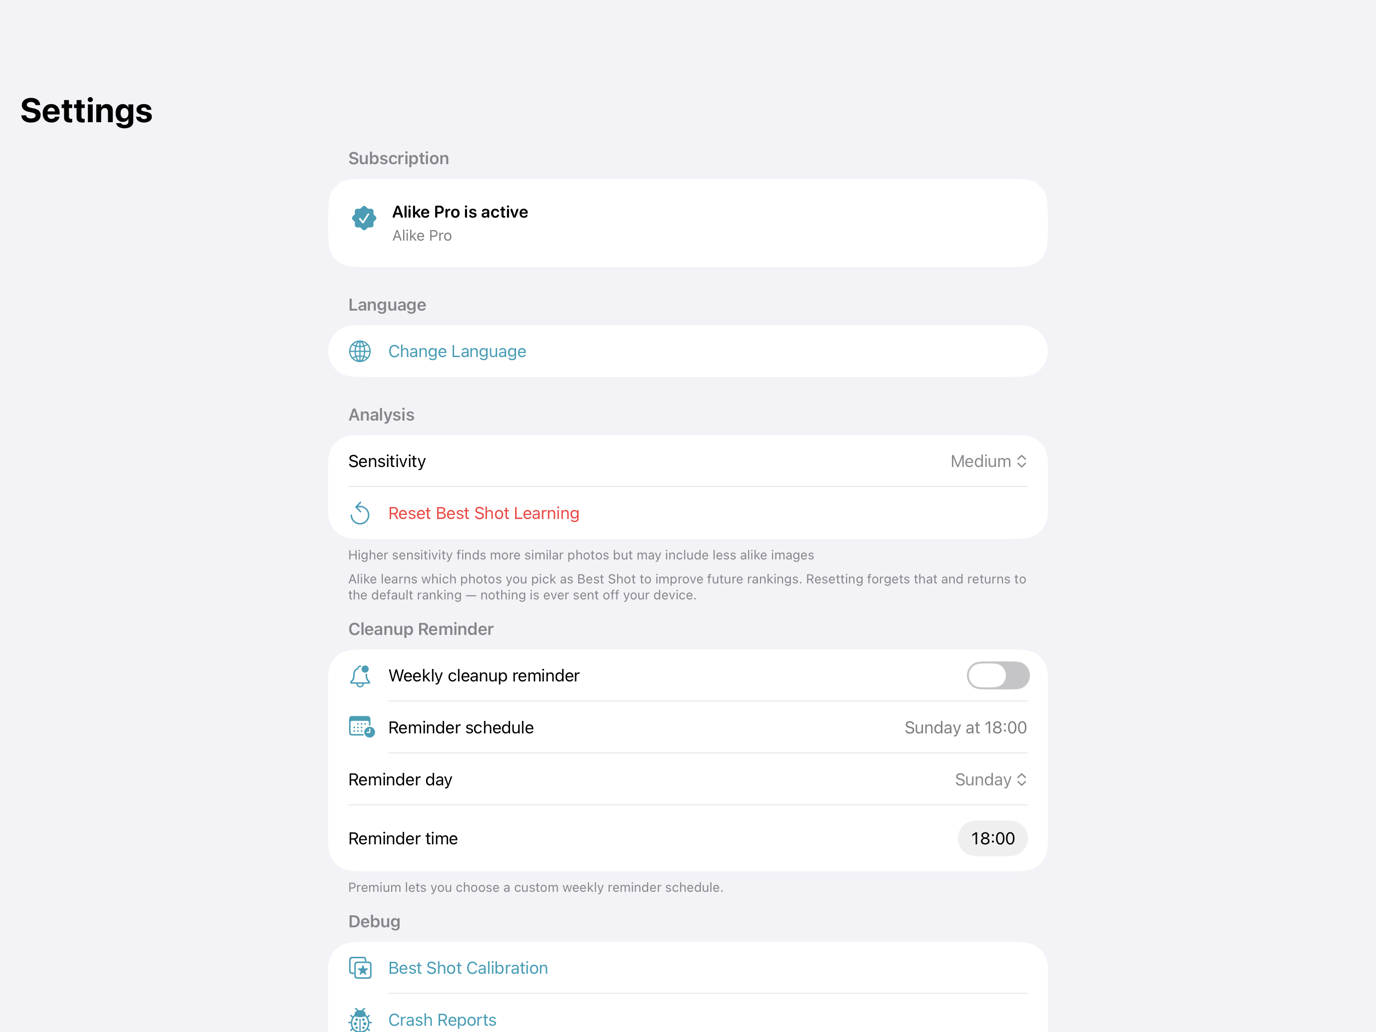 Settings
Subscription
Alike Pro is active
Alike Pro
Language
Change Language
Analysis
Sensitivity
Medium
Reset Best Shot Learning
Higher sensitivity finds more similar photos but may include less alike images
Alike learns which photos you pick as Best Shot to improve future rankings. Resetting forgets that and returns to
the default ranking — nothing is ever sent off your device.
Cleanup Reminder
Weekly cleanup reminder
Reminder schedule
Sunday at 18:00
Reminder day
Sunday
Reminder time
18:00
Premium lets you choose a custom weekly reminder schedule.
Debug
Best Shot Calibration
Crash Reports